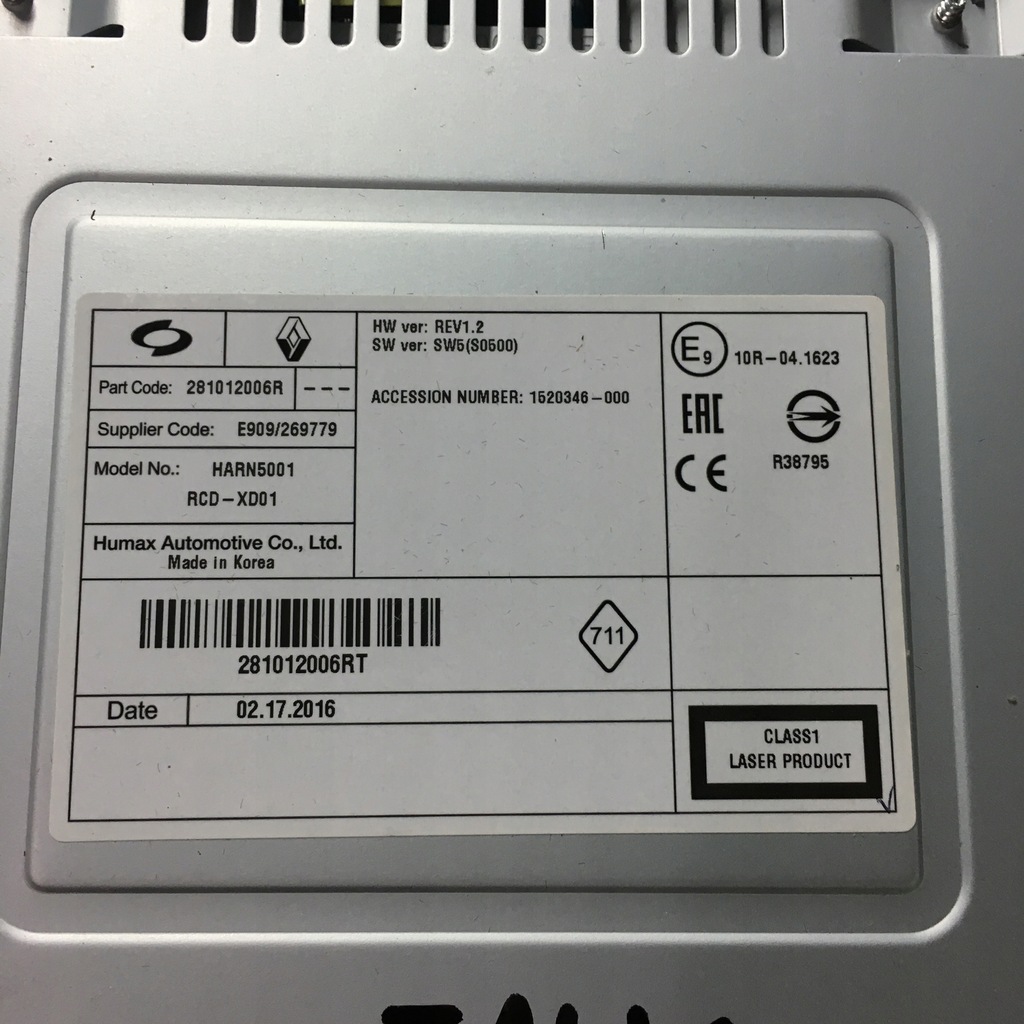 HW ver: REV1.2
SW ver: SW5(S0500)
ACCESSION NUMBER: 1520346-000
Part Code: 281012006R ---
Supplier Code: E909/269779
Model No.: HARN5001
RCD-XD01
Humax Automotive Co., Ltd.
Made in Korea
E9 10R-04.1623
EAC
CE R38795
281012006RT
711
Date 02.17.2016
CLASS1
LASER PRODUCT